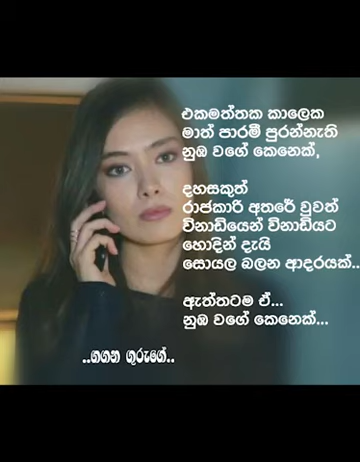 එකමත්තක කාලෙක
මාත් පාරමී පුරන්නැති
නුඹ වගේ කෙනෙක්,
දහසකුත්
රාජකාරි අතරේ වුවත්
විනාඩියෙන් විනාඩියට
හොදින් දැයි
සොයල බලන ආදරයක්..
ඇත්තටම ඒ...
නුඹ වගේ කෙනෙක්...
..ගගන ගුරුගේ..